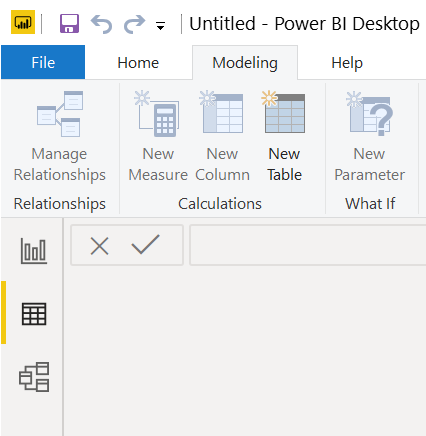 Untitled - Power BI Desktop
File Home Modeling Help
Manage Relationships
New Measure
New Column
New Table
New Parameter
Relationships Calculations What If